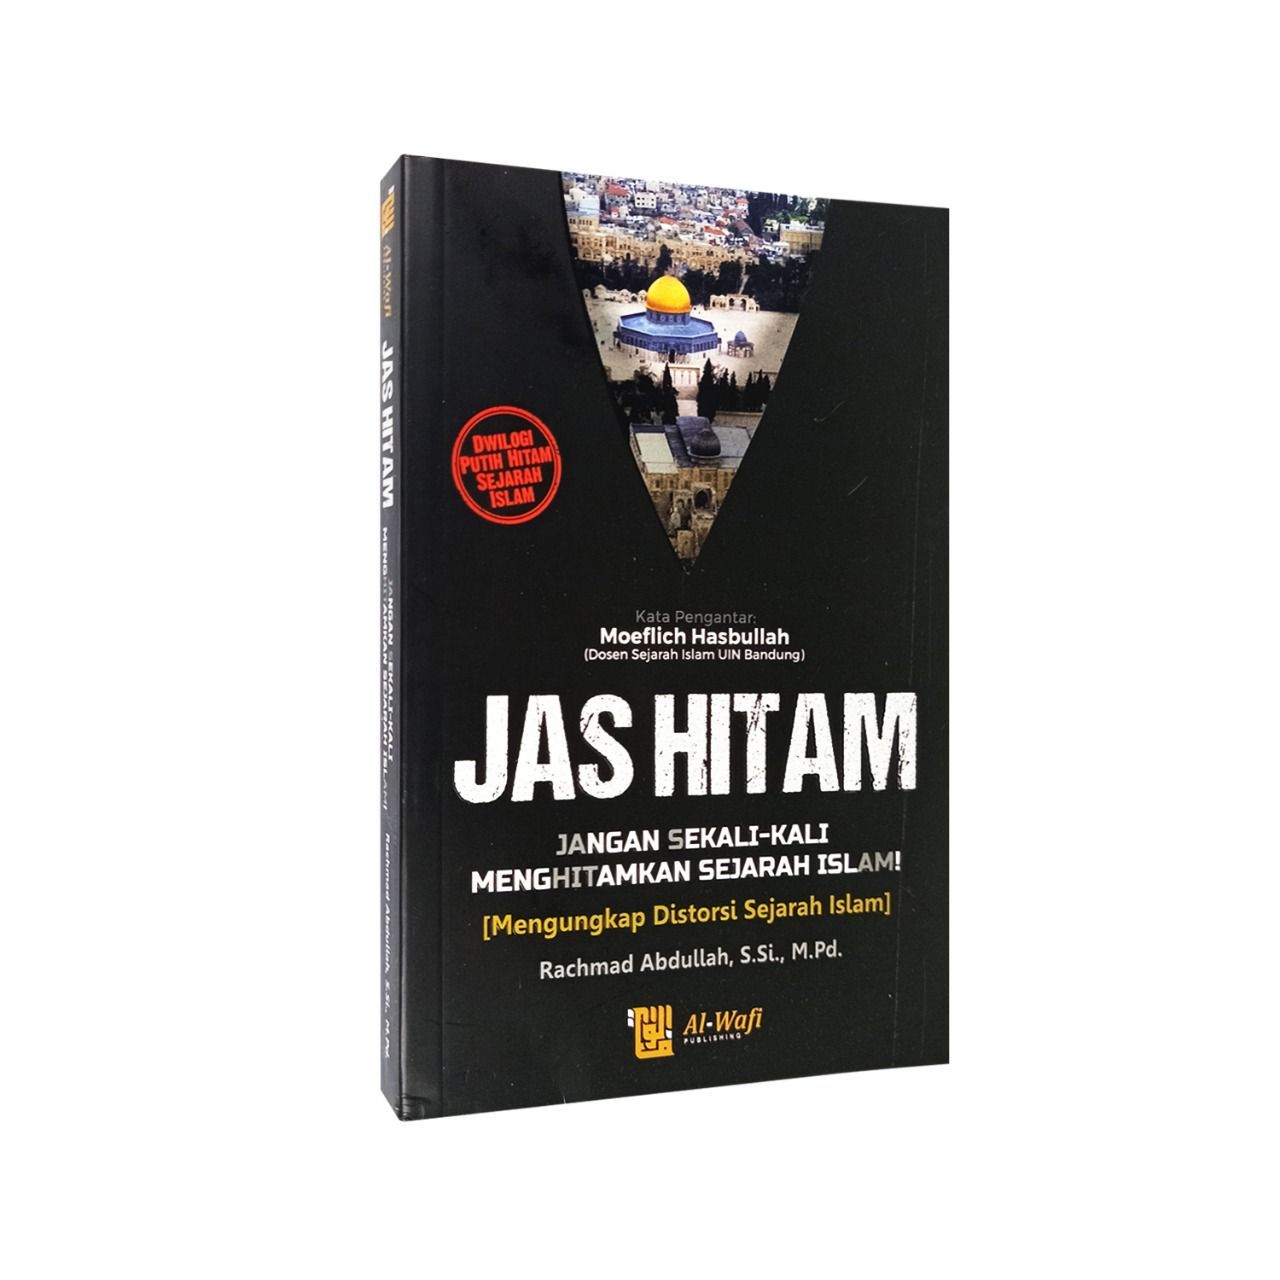 DWILOGI
PUTIH HITAM
SEJARAH
ISLAM
Kata Pengantar:
Moeflich Hasbullah
(Dosen Sejarah Islam UIN Bandung)
JAS HITAM
JANGAN SEKALI-KALI
MENGHITAMKAN SEJARAH ISLAM!
[Mengungkap Distorsi Sejarah Islam]
Rachmad Abdullah, S.Si., M.Pd.
Al-Wafi
PUBLISHING
Al-Wafi
JAS HITAM
JANGAN SEKALI-KALI
MENGHITAMKAN SEJARAH ISLAM!
Rachmad Abdullah, S.Si., M.Pd.